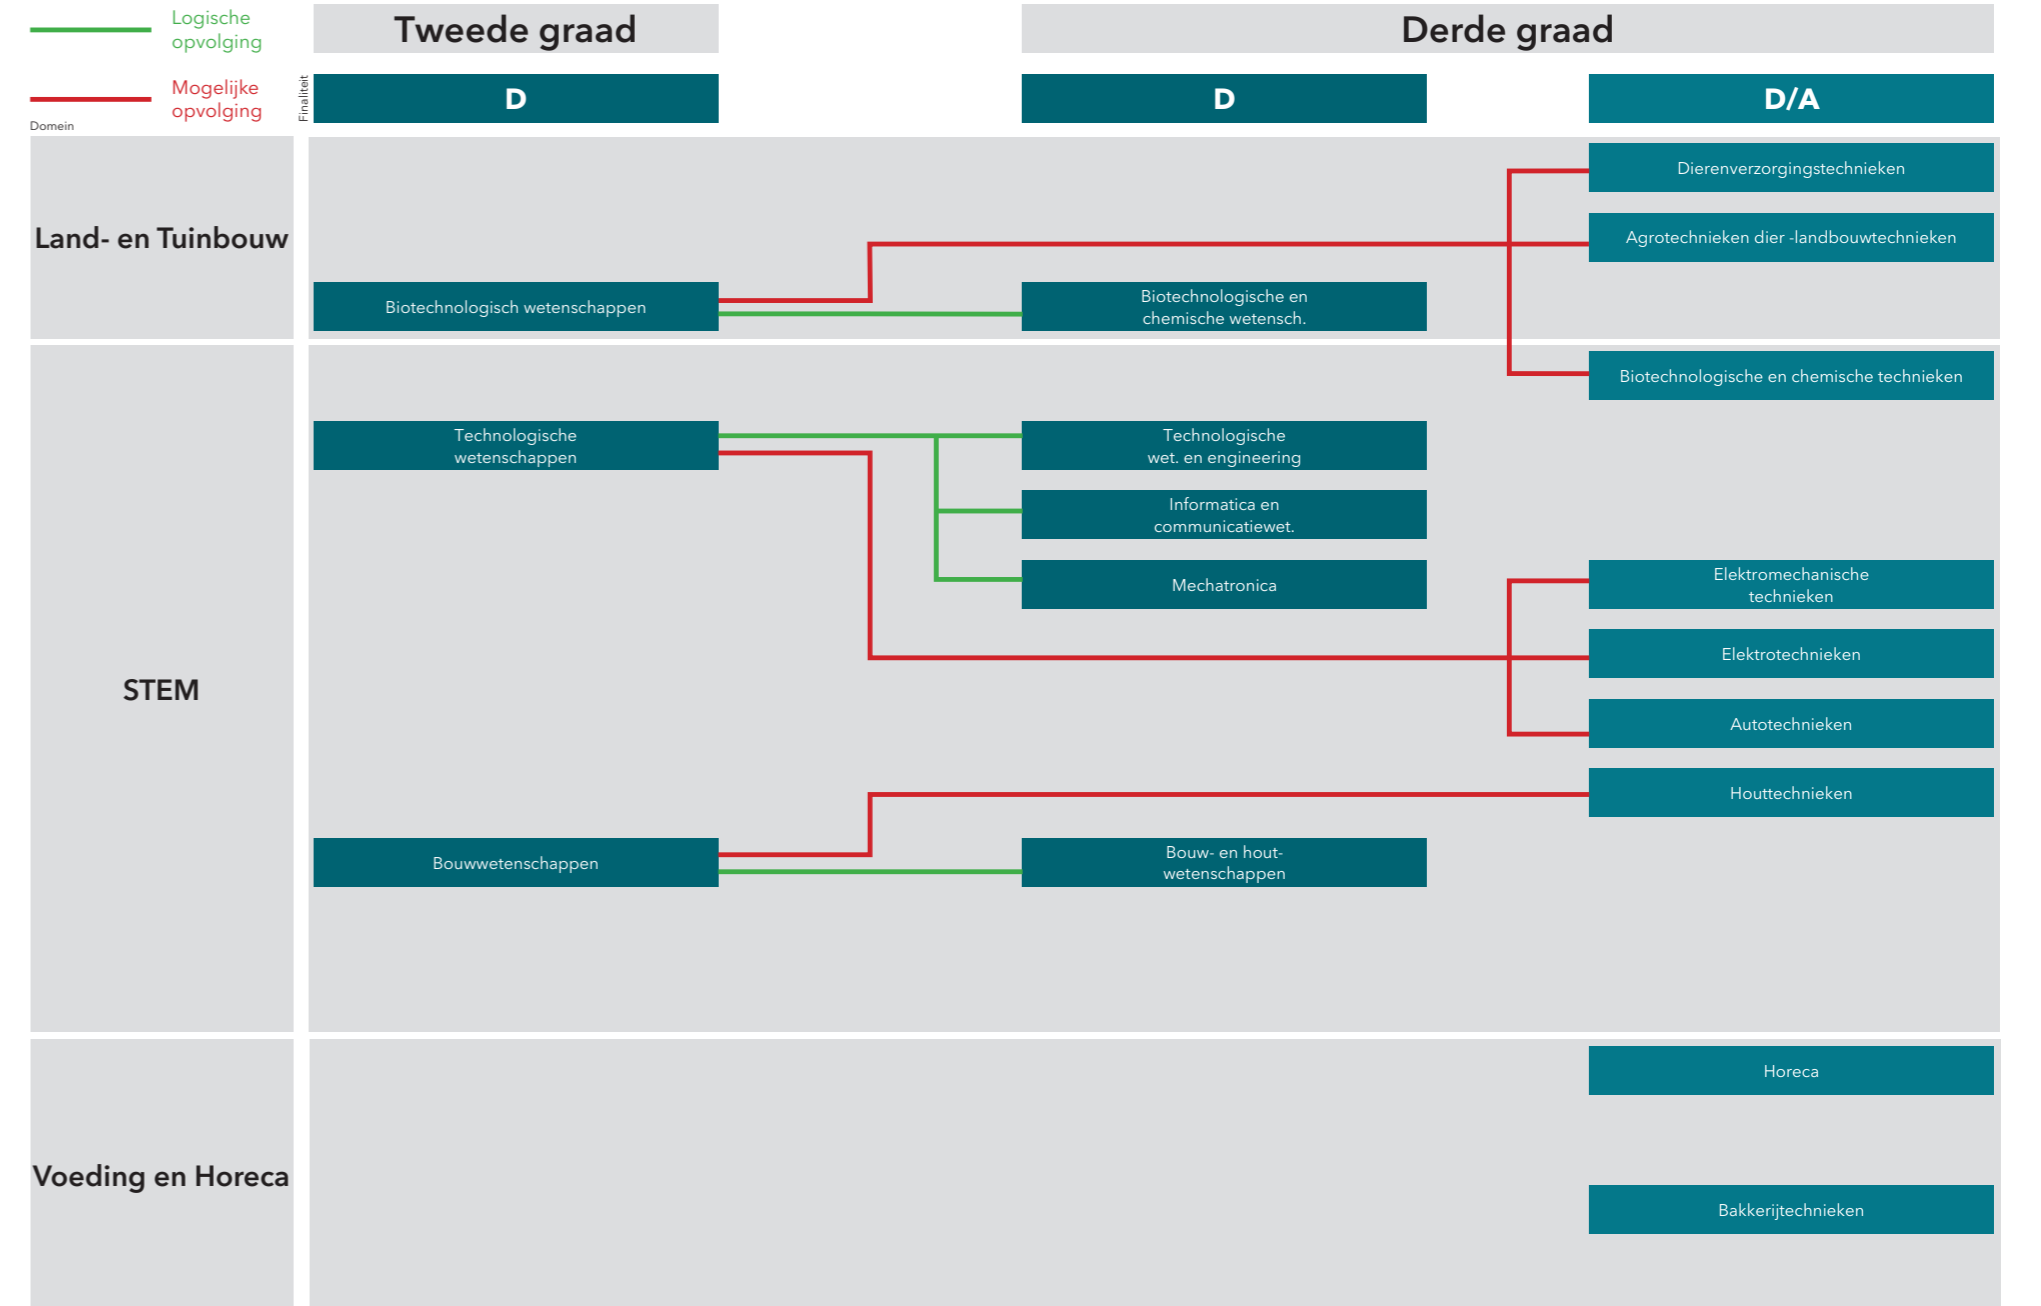 Logische
opvolging
Mogelijke
opvolging
Domein
Finaliteit
Tweede graad
Derde graad
D
D
D/A
Land- en Tuinbouw
Dierenverzorgingstechnieken
Agrotechnieken dier -landbouwtechnieken
Biotechnologisch wetenschappen
Biotechnologische en
chemische wetensch.
STEM
Biotechnologische en chemische technieken
Technologische
wetenschappen
Technologische
wet. en engineering
Informatica en
communicatiewet.
Mechatronica
Elektromechanische
technieken
Elektrotechnieken
Autotechnieken
Houttechnieken
Bouwwetenschappen
Bouw- en hout-
wetenschappen
Voeding en Horeca
Horeca
Bakkerijtechnieken